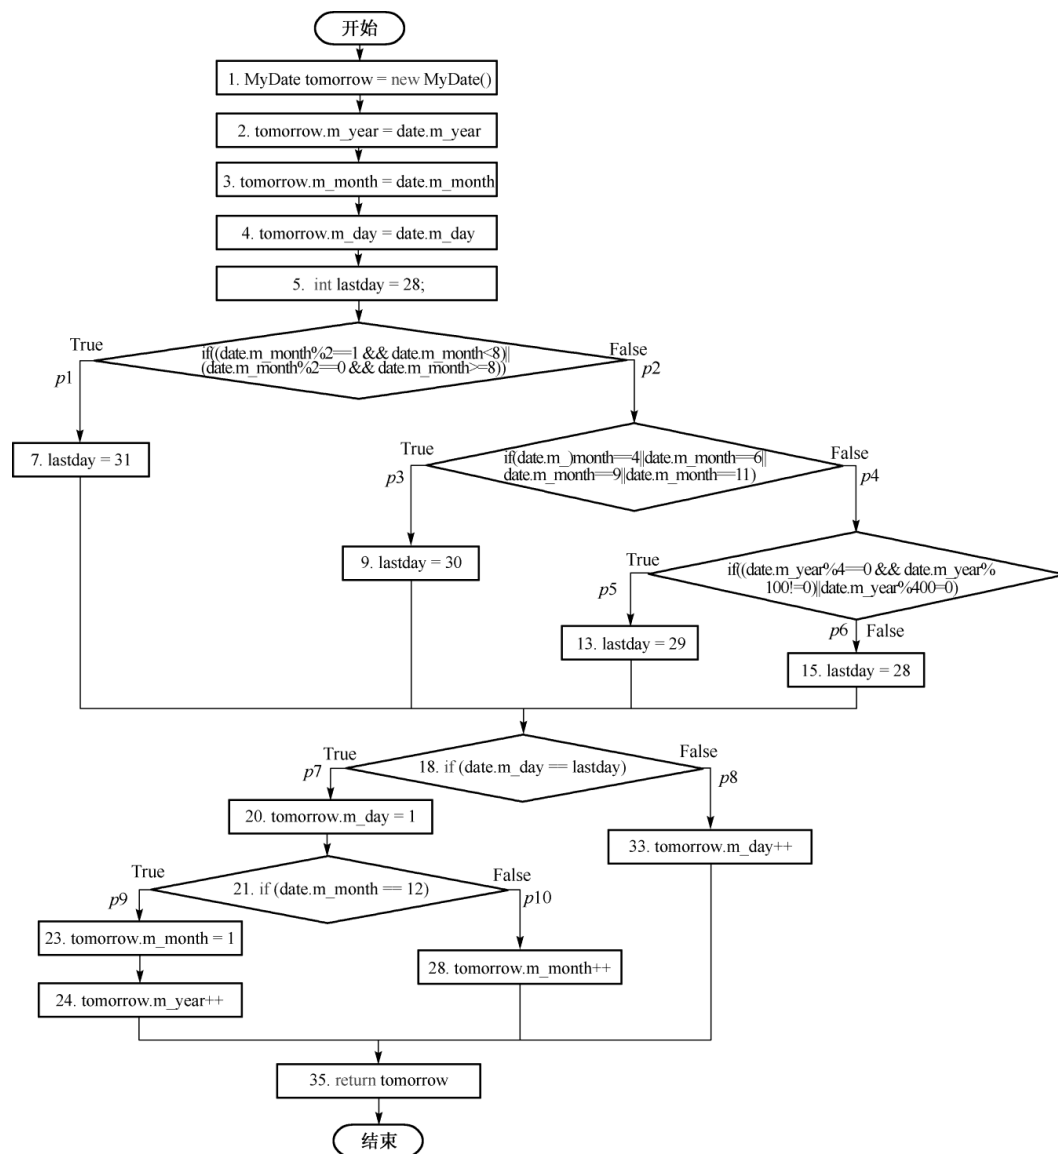 开始
1. MyDate tomorrow = new MyDate()
2. tomorrow.m_year = date.m_year
3. tomorrow.m_month = date.m_month
4. tomorrow.m_day = date.m_day
5. int lastday = 28;
True
if((date.m_month%2==1 && date.m_month<8)||
(date.m_month%2==0 && date.m_month>=8))
False
p1
p2
7. lastday = 31
True
if(date.m_)month==4||date.m_month==6||
date.m_month==9||date.m_month==11)
False
p3
p4
9. lastday = 30
True
if((date.m_year%4==0 && date.m_year%
100!=0)||date.m_year%400=0)
p5
p6
False
13. lastday = 29
15. lastday = 28
True
18. if (date.m_day == lastday)
False
p7
p8
20. tomorrow.m_day = 1
33. tomorrow.m_day++
True
21. if (date.m_month == 12)
False
p9
p10
23. tomorrow.m_month = 1
28. tomorrow.m_month++
24. tomorrow.m_year++
35. return tomorrow
结束